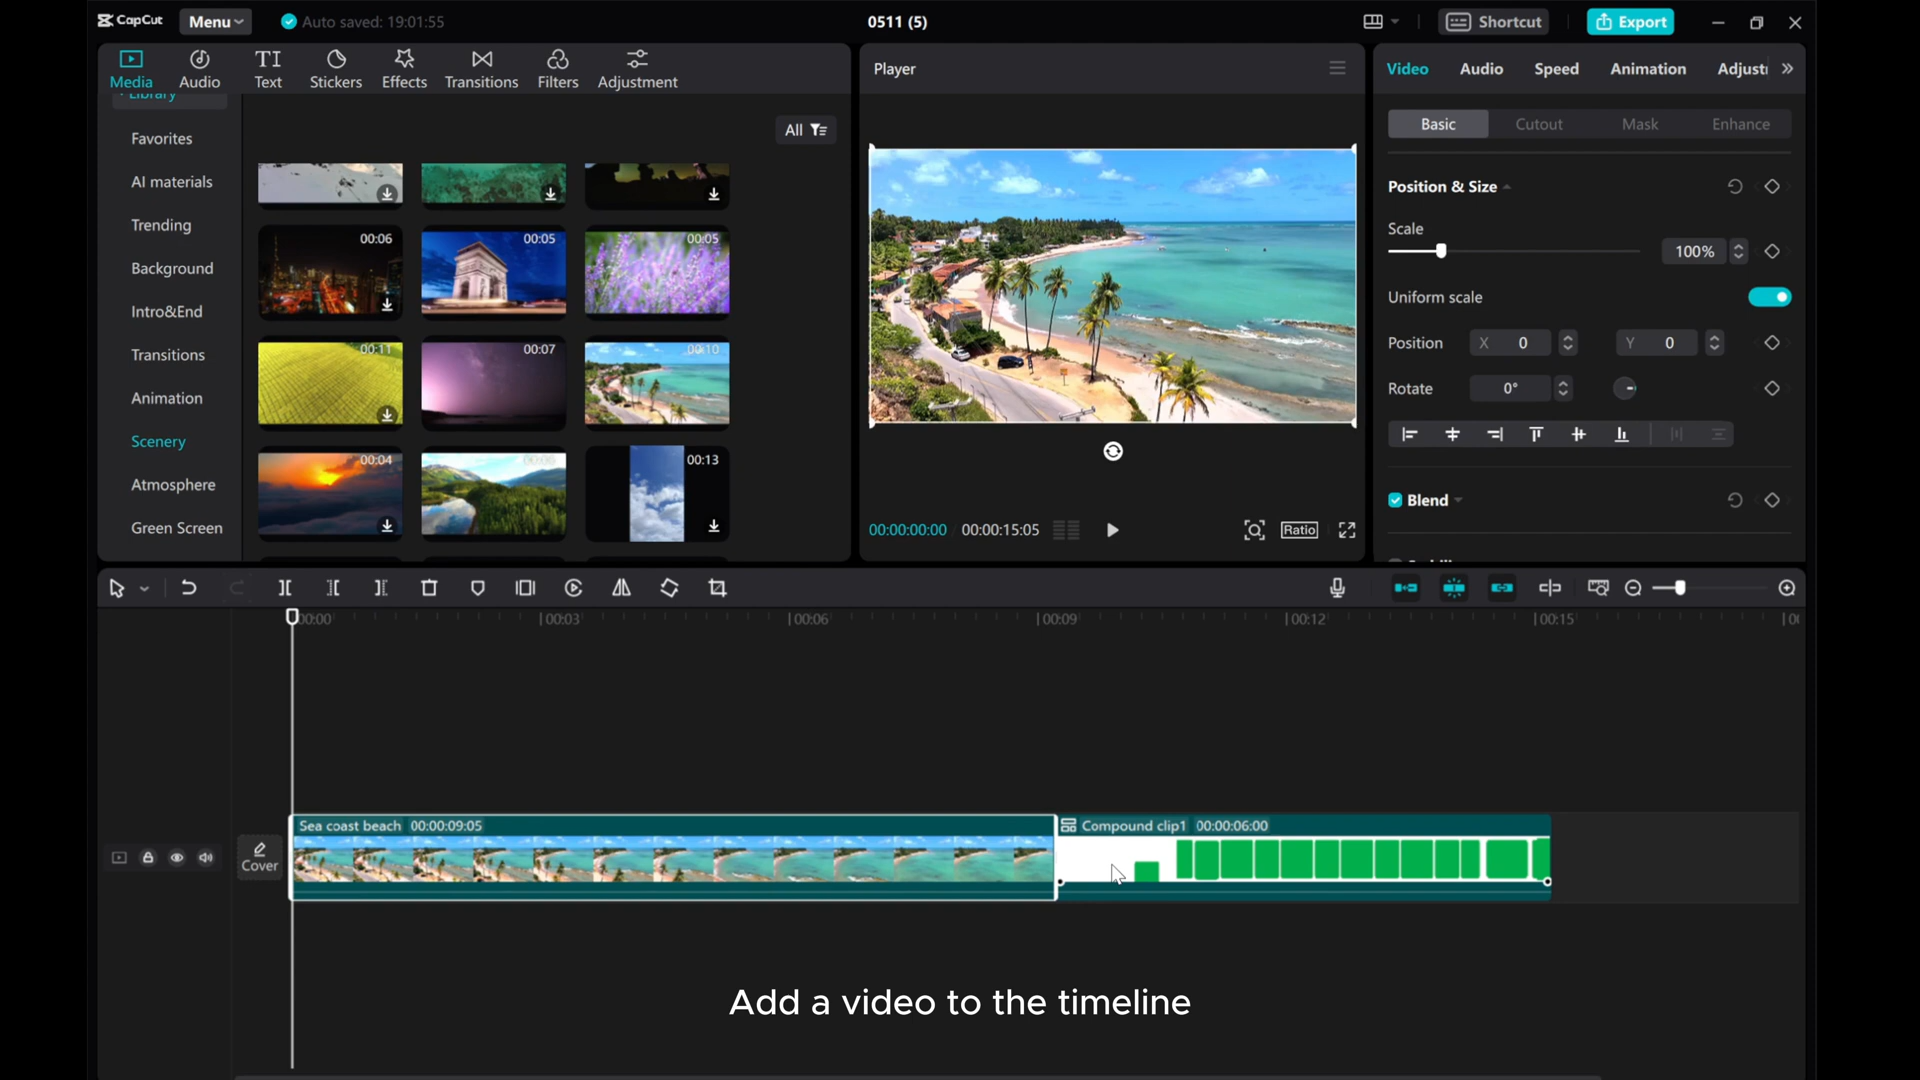 CapCut
Menu
Auto saved: 19:01:55
0511 (5)
Shortcut
Export
Media
Audio
Text
Stickers
Effects
Transitions
Filters
Adjustment
Library
Favorites
AI materials
Trending
Background
Intro&End
Transitions
Animation
Scenery
Atmosphere
Green Screen
All
00:06
00:05
00:05
00:11
00:07
00:10
00:04
00:13
Player
00:00:00:00
00:00:15:05
Ratio
Video
Audio
Speed
Animation
Adjust
Basic
Cutout
Mask
Enhance
Position & Size
Scale
100%
Uniform scale
Position
X 0
Y 0
Rotate
0°
Blend
00:00
00:03
00:06
00:09
00:12
00:15
Cover
Sea coast beach 00:00:09:05
Compound clip1 00:00:06:00
Add a video to the timeline